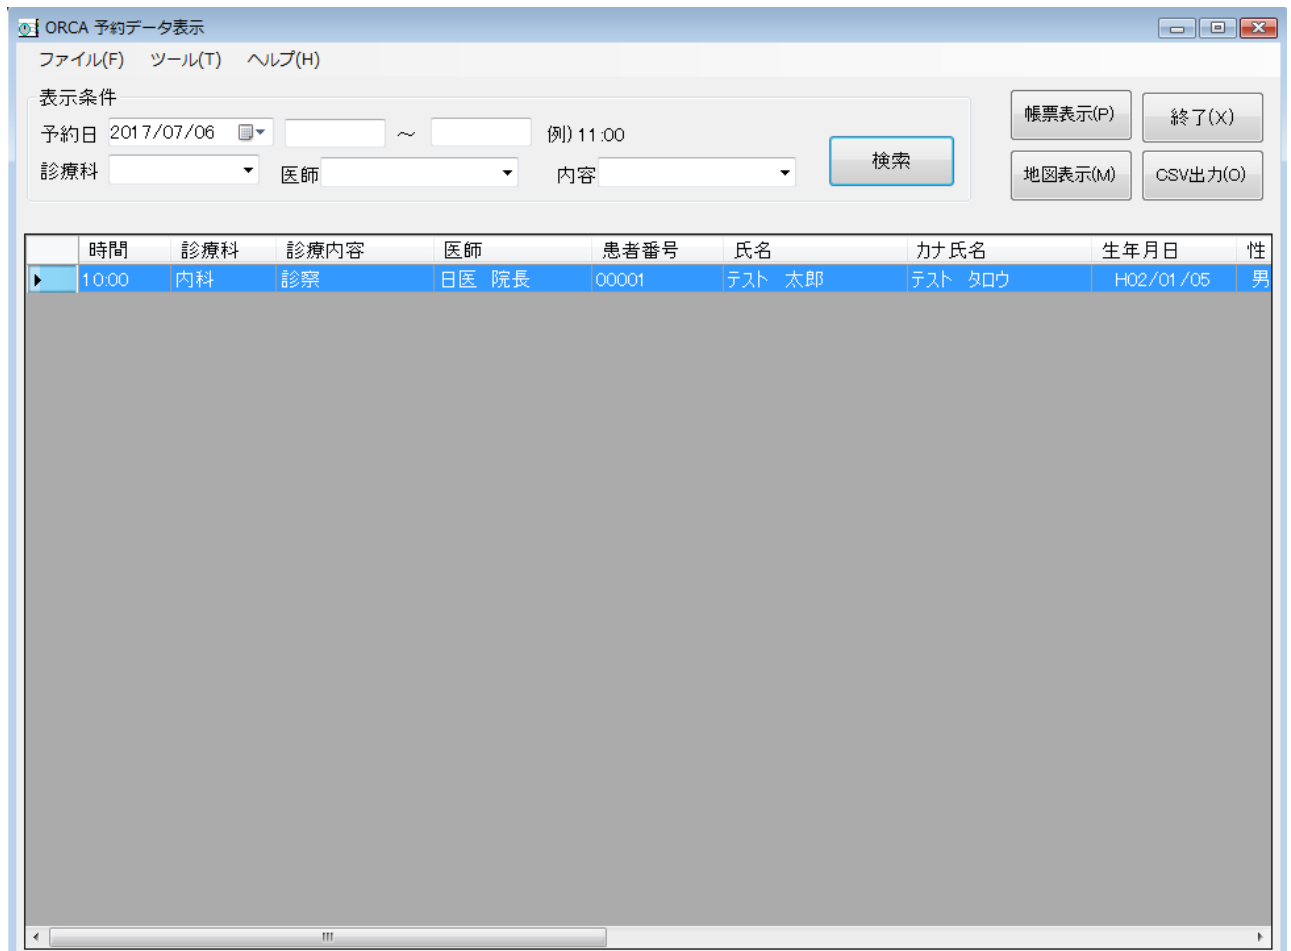 ORCA 予約データ表示
ファイル(F) ツール(T) ヘルプ(H)
表示条件
予約日 2017/07/06 ～ 例) 11:00
診療科 医師 内容
検索
帳票表示(P) 終了(X)
地図表示(M) CSV出力(O)
時間 診療科 診療内容 医師 患者番号 氏名 カナ氏名 生年月日 性
10:00 内科 診察 日医 院長 00001 テスト 太郎 テスト タロウ H02/01/05 男